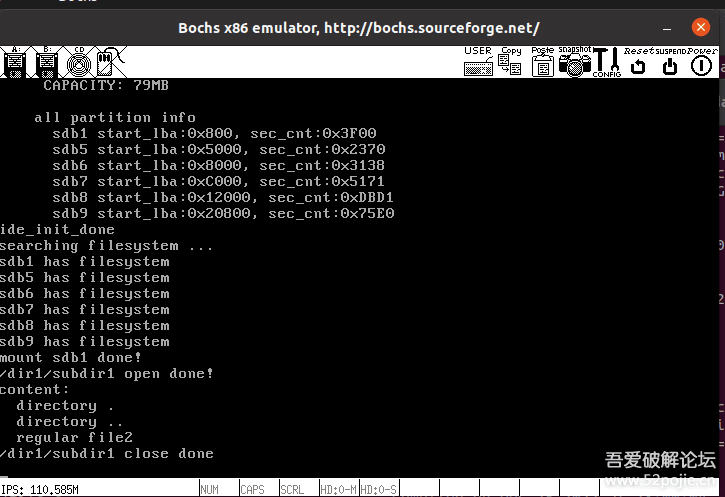 Bochs x86 emulator, http://bochs.sourceforge.net/
A: B: CD USER Copy Paste snapshot CONFIG Reset SUSPEND Power
CAPACITY: 79MB
all partition info
sdb1 start_lba:0x800, sec_cnt:0x3F00
sdb5 start_lba:0x5000, sec_cnt:0x2370
sdb6 start_lba:0x8000, sec_cnt:0x3138
sdb7 start_lba:0xC000, sec_cnt:0x5171
sdb8 start_lba:0x12000, sec_cnt:0xDBD1
sdb9 start_lba:0x20800, sec_cnt:0x75E0
ide_init_done
searching filesystem ...
sdb1 has filesystem
sdb5 has filesystem
sdb6 has filesystem
sdb7 has filesystem
sdb8 has filesystem
sdb9 has filesystem
mount sdb1 done!
/dir1/subdir1 open done!
content:
directory .
directory ..
regular file2
/dir1/subdir1 close done
吾爱破解论坛
www.52pojie.cn
IPS: 110.585M NUM CAPS SCRL HD:0-M HD:0-S